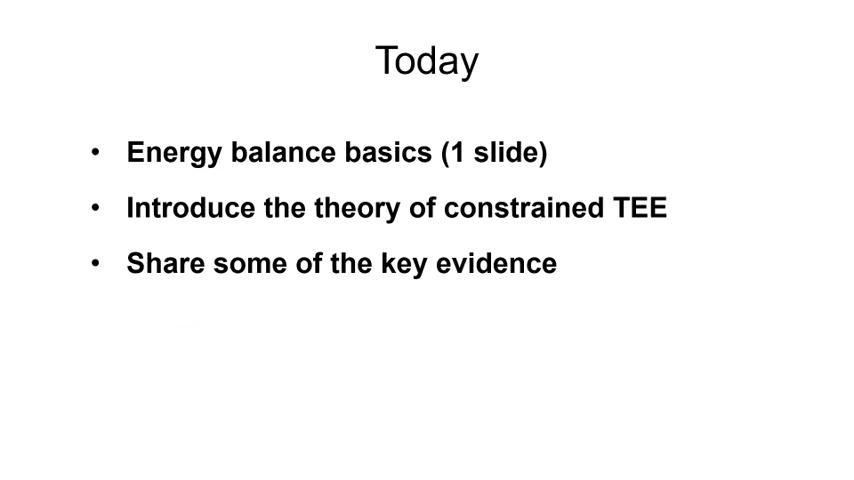 Today
• Energy balance basics (1 slide)
• Introduce the theory of constrained TEE
• Share some of the key evidence